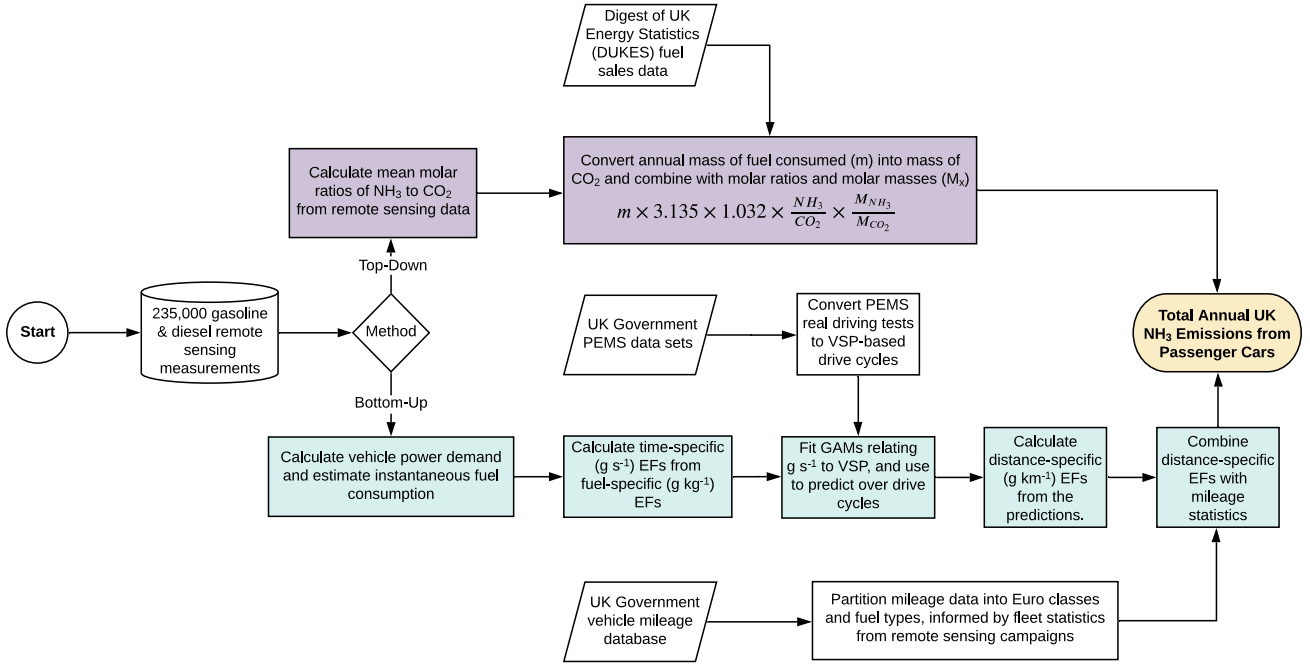 Digest of UK
Energy Statistics
(DUKES) fuel
sales data
Calculate mean molar
ratios of NH₃ to CO₂
from remote sensing data
Convert annual mass of fuel consumed (m) into mass of
CO₂ and combine with molar ratios and molar masses (Mₓ)
m × 3.135 × 1.032 × NH₃/CO₂ × M_NH₃/M_CO₂
Top-Down
Start
235,000 gasoline
& diesel remote
sensing
measurements
Method
UK Government
PEMS data sets
Convert PEMS
real driving tests
to VSP-based
drive cycles
Total Annual UK
NH₃ Emissions from
Passenger Cars
Bottom-Up
Calculate vehicle power demand
and estimate instantaneous fuel
consumption
Calculate time-specific
(g s⁻¹) EFs from
fuel-specific (g kg⁻¹)
EFs
Fit GAMs relating
g s⁻¹ to VSP, and use
to predict over drive
cycles
Calculate
distance-specific
(g km⁻¹) EFs
from the
predictions.
Combine
distance-specific
EFs with
mileage
statistics
UK Government
vehicle mileage
database
Partition mileage data into Euro classes
and fuel types, informed by fleet statistics
from remote sensing campaigns